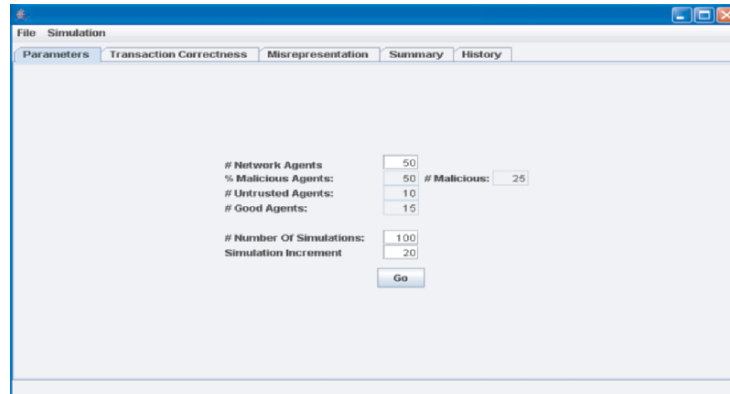 File Simulation
Parameters Transaction Correctness Misrepresentation Summary History
# Network Agents 50
% Malicious Agents: 50 # Malicious: 25
# Untrusted Agents: 10
# Good Agents: 15
# Number Of Simulations: 100
Simulation Increment 20
Go